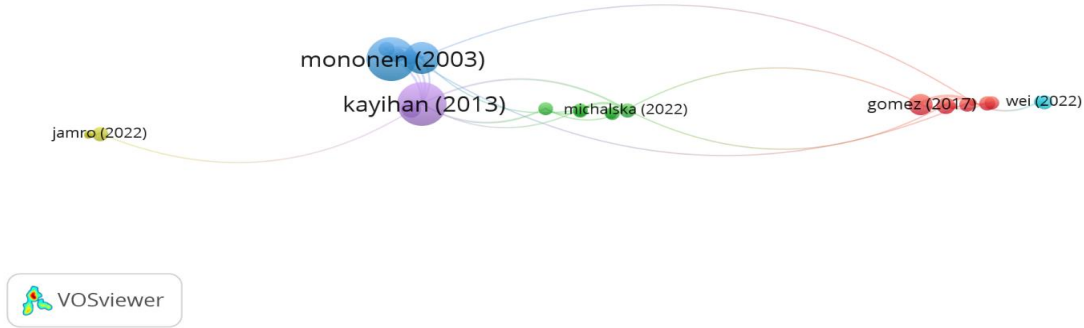 mononen (2003)
kayihan (2013)
michalska (2022)
gomez (2017)
wei (2022)
jamro (2022)
VOSviewer